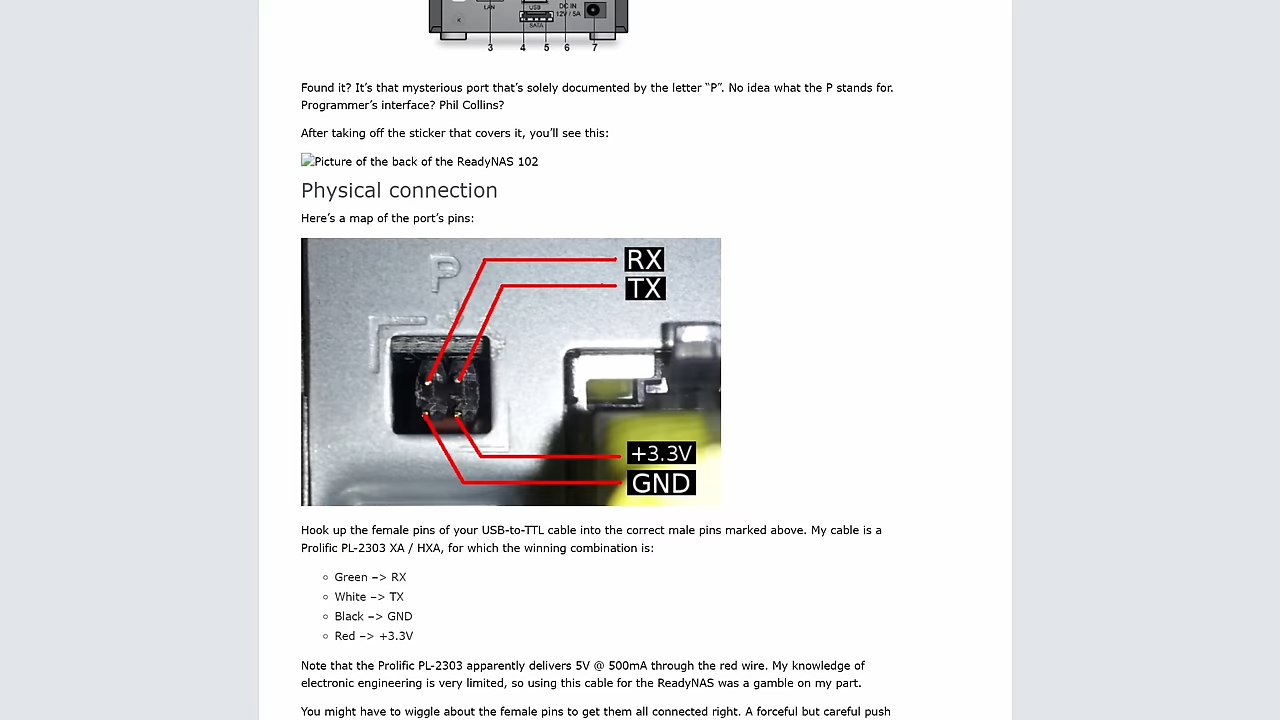 LAN
USB
SATA
DC IN
12V / 5A
3 4 5 6 7
Found it? It’s that mysterious port that’s solely documented by the letter “P”. No idea what the P stands for.
Programmer’s interface? Phil Collins?
After taking off the sticker that covers it, you’ll see this:
Picture of the back of the ReadyNAS 102
Physical connection
Here’s a map of the port’s pins:
P
RX
TX
+3.3V
GND
Hook up the female pins of your USB-to-TTL cable into the correct male pins marked above. My cable is a
Prolific PL-2303 XA / HXA, for which the winning combination is:
Green –> RX
White –> TX
Black –> GND
Red –> +3.3V
Note that the Prolific PL-2303 apparently delivers 5V @ 500mA through the red wire. My knowledge of
electronic engineering is very limited, so using this cable for the ReadyNAS was a gamble on my part.
You might have to wiggle about the female pins to get them all connected right. A forceful but careful push